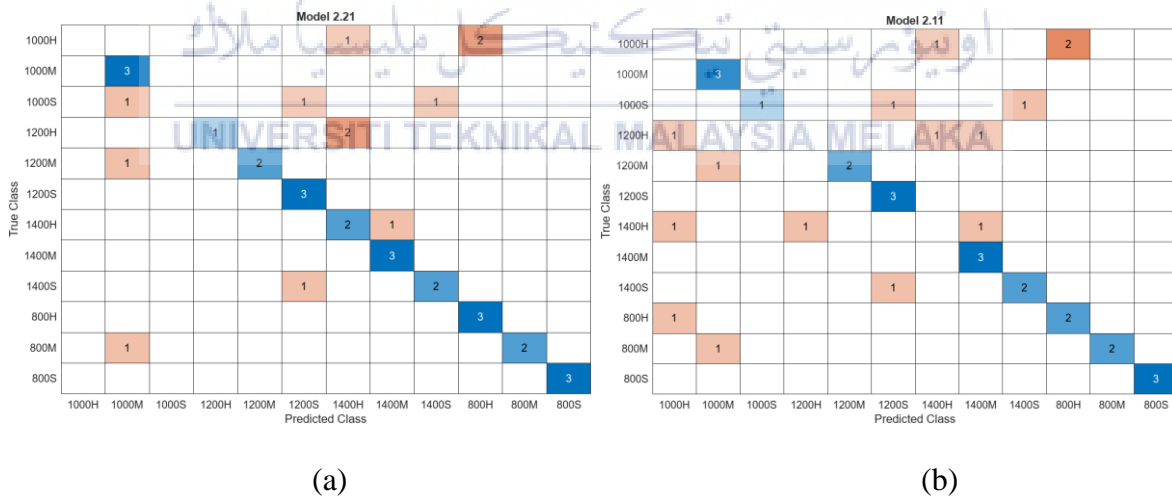 Model 2.21
Model 2.11
اونيۏرسيتي تيكنيكل مليسيا ملاك
UNIVERSITI TEKNIKAL MALAYSIA MELAKA
True Class
1000H 1 2
1000M 3
1000S 1 1 1
1200H 1 2
1200M 1 2
1200S 3
1400H 2 1
1400M 3
1400S 1 2
800H 3
800M 1 2
800S 3
1000H 1000M 1000S 1200H 1200M 1200S 1400H 1400M 1400S 800H 800M 800S
Predicted Class
True Class
1000H 1 2
1000M 3
1000S 1 1 1
1200H 1 1 1
1200M 1 2
1200S 3
1400H 1 1 1
1400M 3
1400S 1 2
800H 1 2
800M 1 2
800S 3
1000H 1000M 1000S 1200H 1200M 1200S 1400H 1400M 1400S 800H 800M 800S
Predicted Class
(a)
(b)